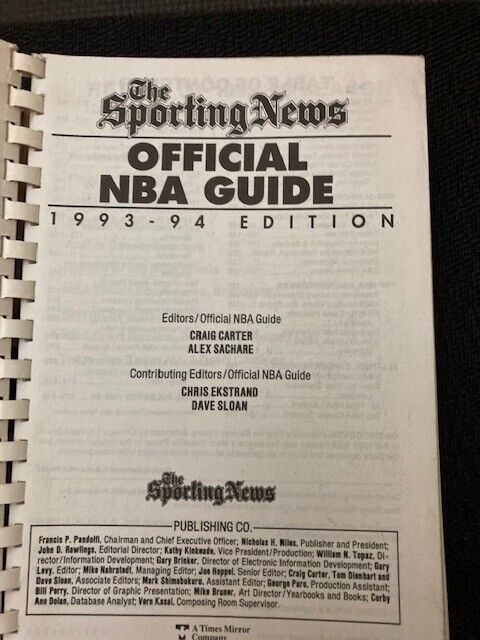 The
Sporting News
OFFICIAL
NBA GUIDE
1993-94 EDITION
Editors/Official NBA Guide
CRAIG CARTER
ALEX SACHARE
Contributing Editors/Official NBA Guide
CHRIS EKSTRAND
DAVE SLOAN
The
Sporting News
PUBLISHING CO.
Francis P. Pandolfi, Chairman and Chief Executive Officer; Nicholas H. Niles, Publisher and President;
John D. Rawlings, Editorial Director; Kathy Kinkeade, Vice President/Production; William N. Topaz, Di-
rector/Information Development; Gary Brinker, Director of Electronic Information Development; Gary
Levy, Editor; Mike Nahrstedt, Managing Editor; Joe Hoppel, Senior Editor; Craig Carter, Tom Dienhart and
Dave Sloan, Associate Editors; Mark Shimabukuro, Assistant Editor; George Puro, Production Assistant;
Bill Perry, Director of Graphic Presentation; Mike Bruner, Art Director/Yearbooks and Books; Corby
Ann Dolan, Database Analyst; Vern Kasal, Composing Room Supervisor.
A Times Mirror
Company